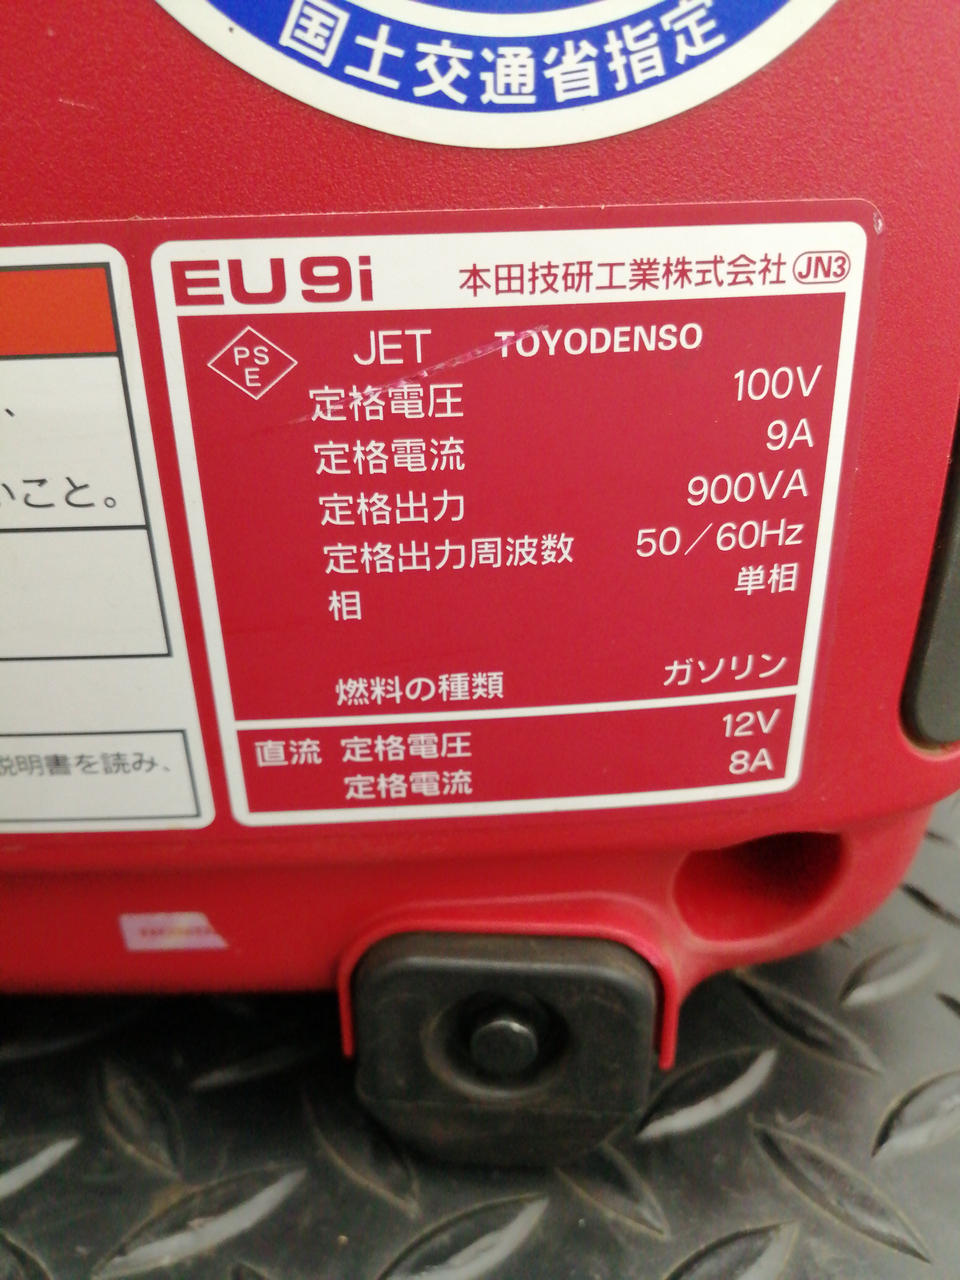 国土交通省指定
EU9i 本田技研工業株式会社 JN3
PSE JET TOYODENSO
定格電圧 100V
定格電流 9A
定格出力 900VA
定格出力周波数 50／60Hz
相 単相
燃料の種類 ガソリン
直流 定格電圧 12V
定格電流 8A
、
いこと。
説明書を読み、